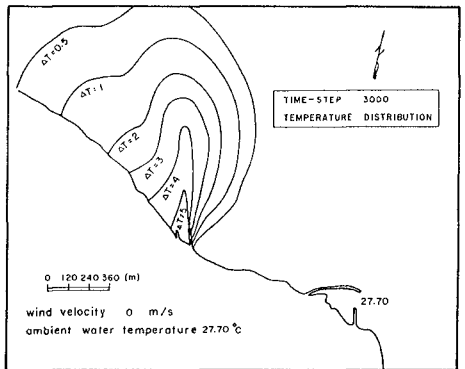 ΔT=0.5
ΔT=1
ΔT=2
ΔT=3
ΔT=4
ΔT=5
TIME-STEP 3000
TEMPERATURE DISTRIBUTION
0 120 240 360 (m)
27.70
wind velocity 0 m/s
ambient water temperature 27.70 °C